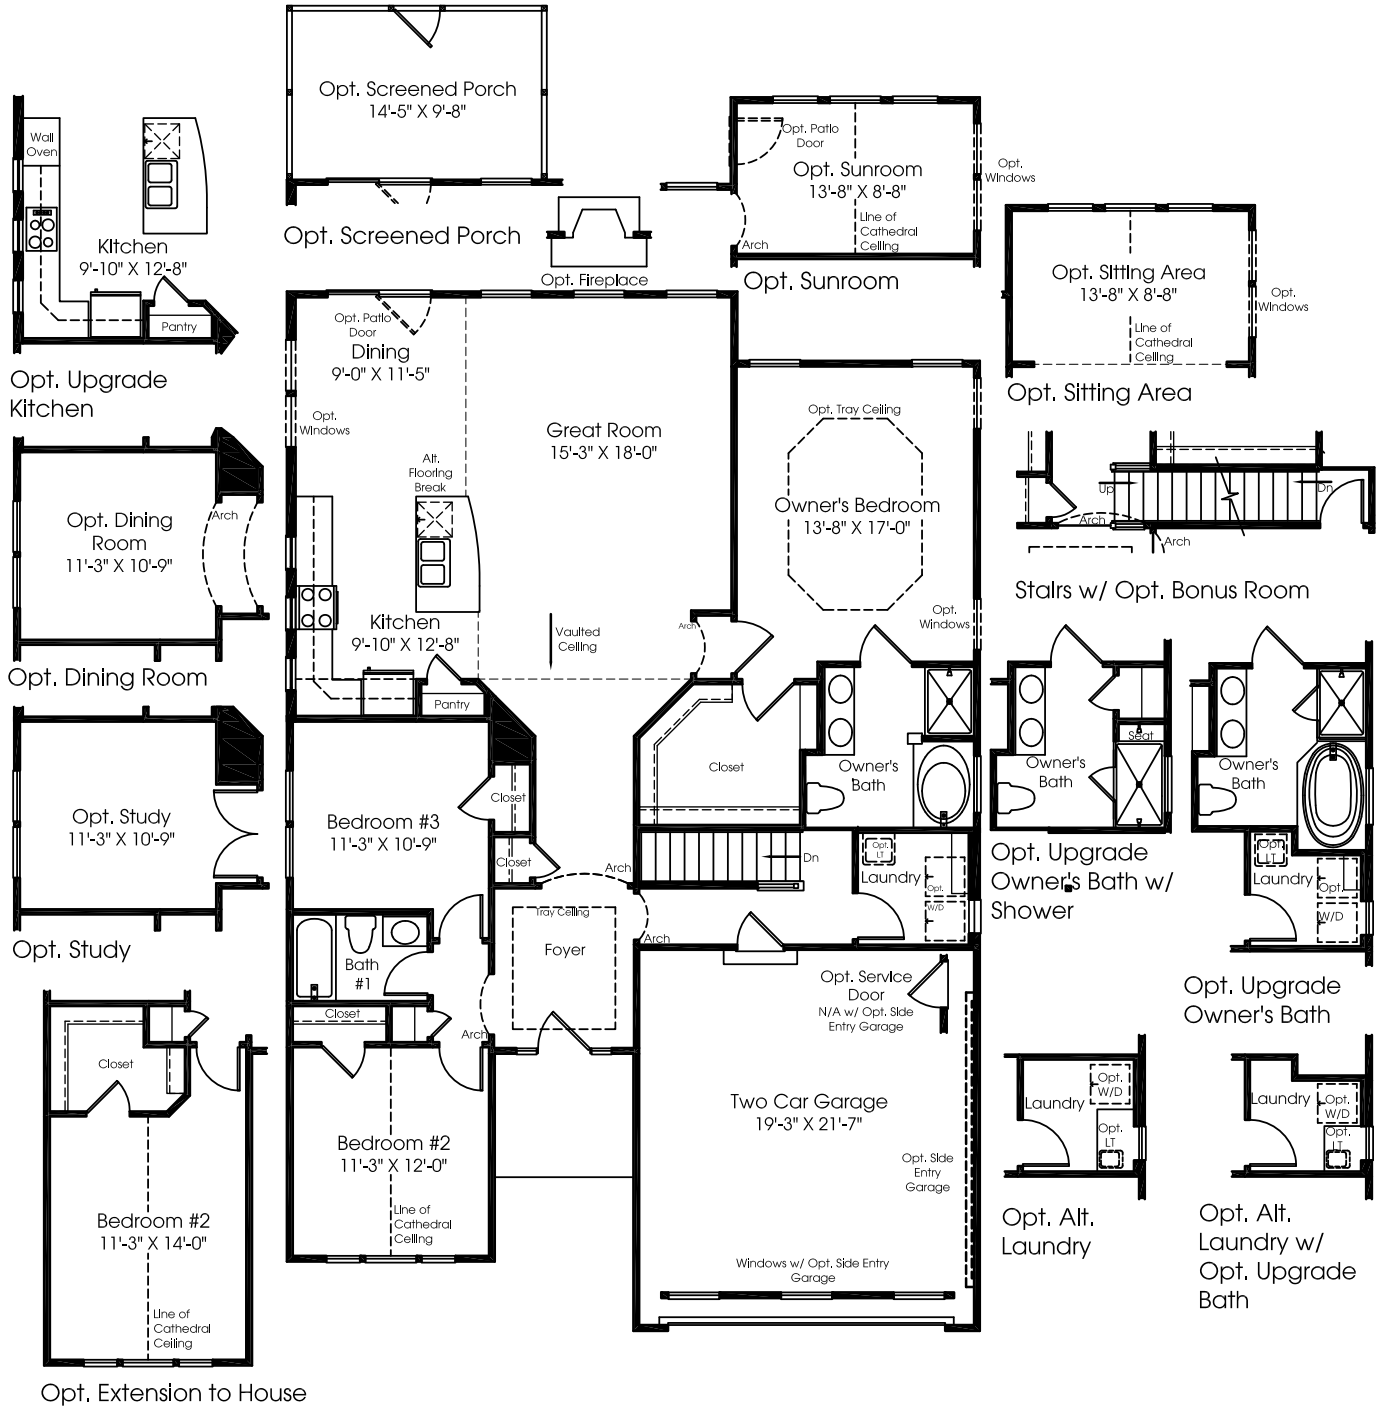 Opt. Screened Porch
14'-5" X 9'-8"
Opt. Screened Porch
Wall
Oven
Kitchen
9'-10" X 12'-8"
Pantry
Opt. Upgrade
Kitchen
Opt. Fireplace
Opt. Patio
Door
Opt. Sunroom
13'-8" X 8'-8"
Opt.
Windows
Line of
Cathedral
Ceiling
Arch
Opt. Sunroom
Opt. Sitting Area
13'-8" X 8'-8"
Opt.
Windows
Line of
Cathedral
Ceiling
Opt. Sitting Area
Opt. Patio
Door
Dining
9'-0" X 11'-5"
Opt.
Windows
Great Room
15'-3" X 18'-0"
Alt.
Flooring
Break
Kitchen
9'-10" X 12'-8"
Pantry
Vaulted
Ceiling
Arch
Opt. Tray Ceiling
Owner's Bedroom
13'-8" X 17'-0"
Opt.
Windows
Opt. Dining
Room
11'-3" X 10'-9"
Arch
Opt. Dining Room
Up
Dn
Arch
Arch
Stairs w/ Opt. Bonus Room
Opt. Study
11'-3" X 10'-9"
Opt. Study
Closet
Owner's
Bath
Bedroom #3
11'-3" X 10'-9"
Closet
Closet
Arch
Dn
Opt.
LT
Laundry
Opt.
W/D
Arch
Tray Ceiling
Foyer
Bath
#1
Closet
Arch
Seat
Owner's
Bath
Opt. Upgrade
Owner's Bath w/
Shower
Owner's
Bath
Opt.
LT
Laundry
Opt.
W/D
Opt. Upgrade
Owner's Bath
Opt. Service
Door
N/A w/ Opt. Side
Entry Garage
Two Car Garage
19'-3" X 21'-7"
Opt. Side
Entry
Garage
Windows w/ Opt. Side Entry
Garage
Bedroom #2
11'-3" X 12'-0"
Line of
Cathedral
Ceiling
Closet
Bedroom #2
11'-3" X 14'-0"
Line of
Cathedral
Ceiling
Opt. Extension to House
Opt.
W/D
Laundry
Opt.
LT
Opt. Alt.
Laundry
Laundry
Opt.
W/D
Opt.
LT
Opt. Alt.
Laundry w/
Opt. Upgrade
Bath